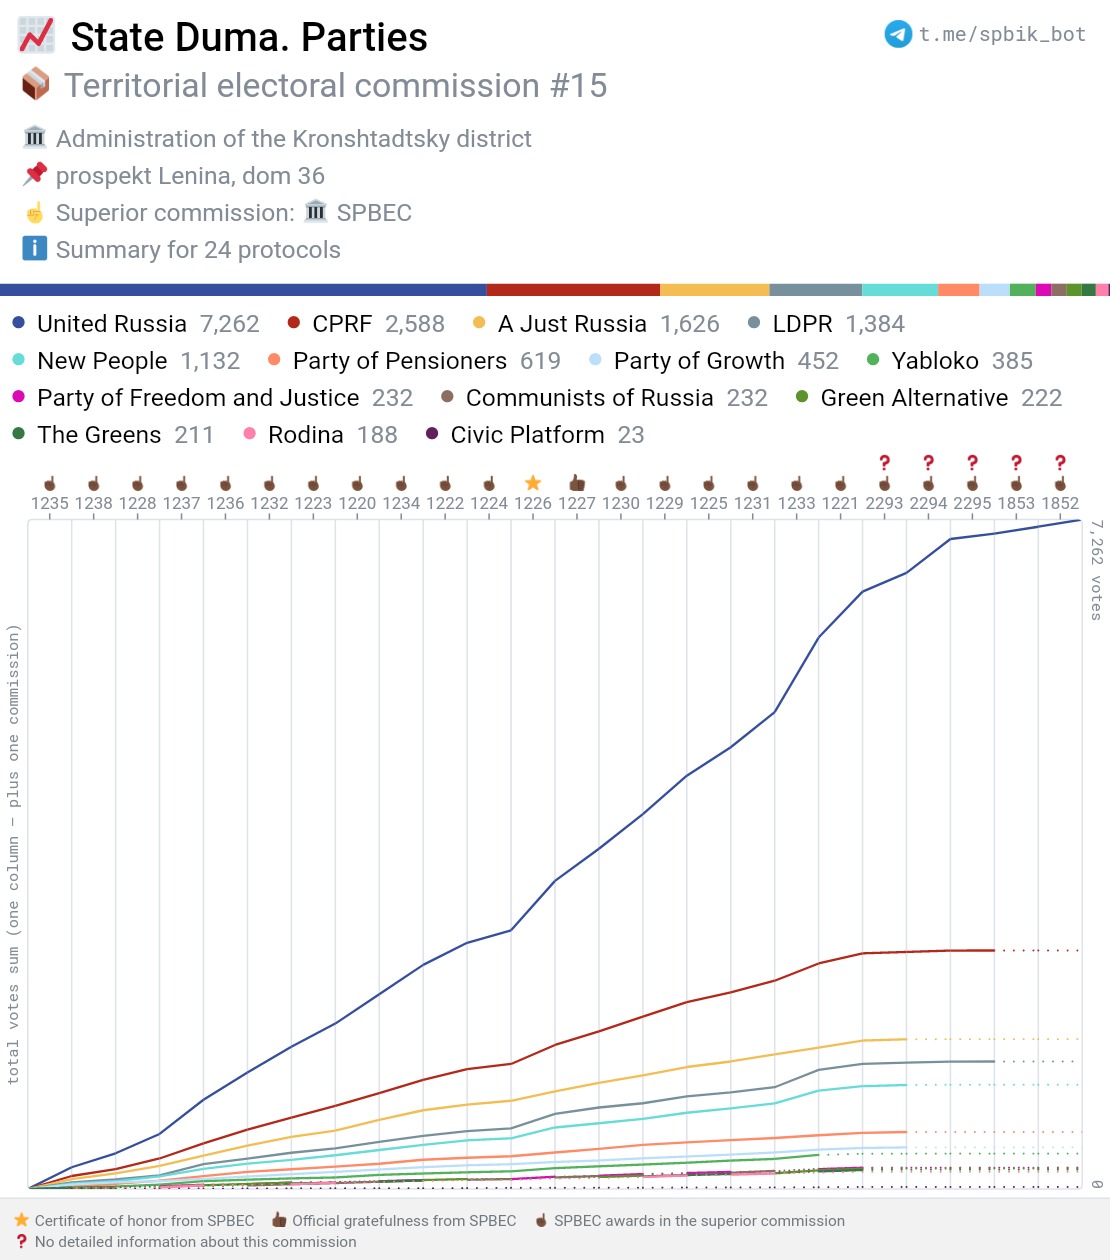 State Duma. Parties
t.me/spbik_bot
Territorial electoral commission #15
Administration of the Kronshtadtsky district
prospekt Lenina, dom 36
Superior commission: SPBEC
Summary for 24 protocols
United Russia 7,262 CPRF 2,588 A Just Russia 1,626 LDPR 1,384
New People 1,132 Party of Pensioners 619 Party of Growth 452 Yabloko 385
Party of Freedom and Justice 232 Communists of Russia 232 Green Alternative 222
The Greens 211 Rodina 188 Civic Platform 23
1235 1238 1228 1237 1236 1232 1223 1220 1234 1222 1224 1226 1227 1230 1229 1225 1231 1233 1221 2293 2294 2295 1853 1852
7,262 votes
total votes sum (one column – plus one commission)
0
Certificate of honor from SPBEC Official gratefulness from SPBEC SPBEC awards in the superior commission
No detailed information about this commission